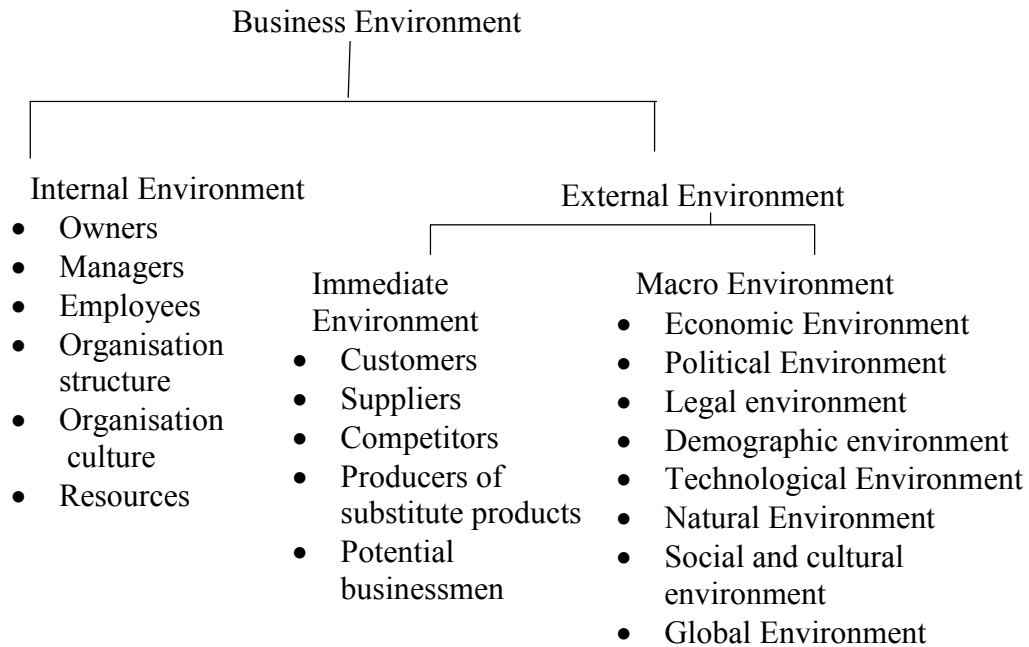 Business Environment
Internal Environment
• Owners
• Managers
• Employees
• Organisation
structure
• Organisation
culture
• Resources
External Environment
Immediate
Environment
• Customers
• Suppliers
• Competitors
• Producers of
substitute products
• Potential
businessmen
Macro Environment
• Economic Environment
• Political Environment
• Legal environment
• Demographic environment
• Technological Environment
• Natural Environment
• Social and cultural
environment
• Global Environment